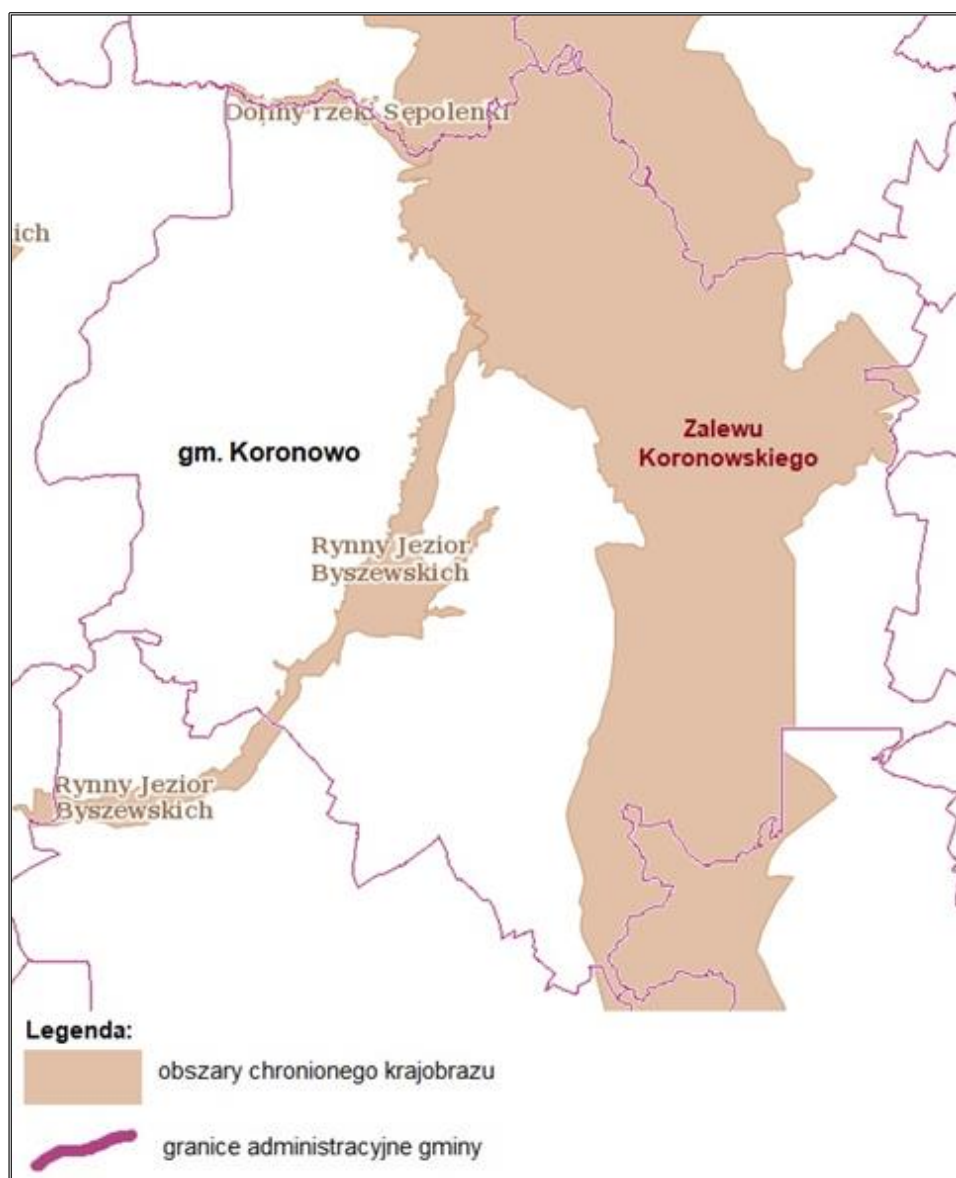 Doliny rzeki Sępolenki
ich
Zalewu
Koronowskiego
gm. Koronowo
Rynny Jezior
Byszewskich
Rynny Jezior
Byszewskich
Legenda:
obszary chronionego krajobrazu
granice administracyjne gminy